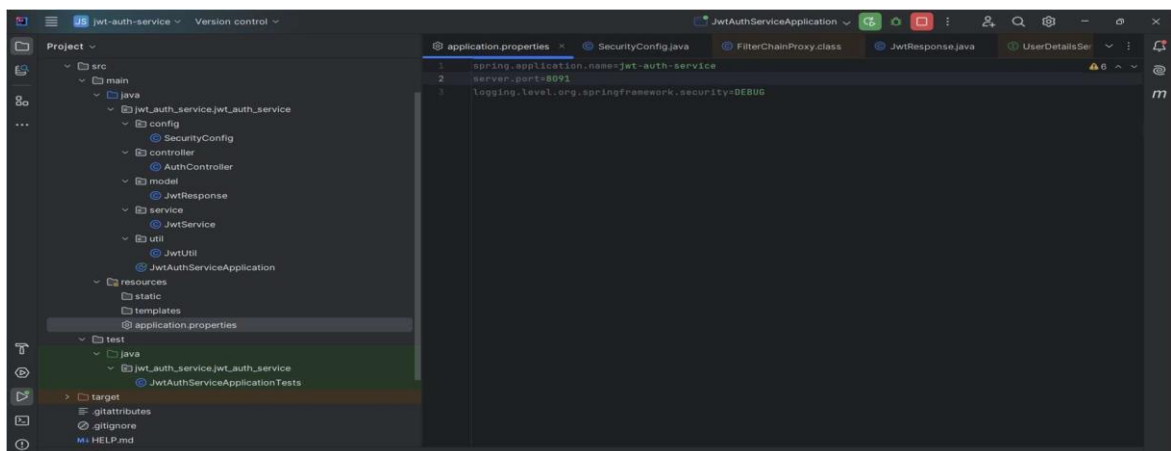 JS jwt-auth-service Version control JwtAuthServiceApplication
Project
application.properties SecurityConfig.java FilterChainProxy.class JwtResponse.java UserDetailsSer
src
main
java
jwt_auth_service.jwt_auth_service
config
SecurityConfig
controller
AuthController
model
JwtResponse
service
JwtService
util
JwtUtil
JwtAuthServiceApplication
resources
static
templates
application.properties
test
java
jwt_auth_service.jwt_auth_service
JwtAuthServiceApplicationTests
target
.gitattributes
.gitignore
M↓ HELP.md
1 spring.application.name=jwt-auth-service 6
2 server.port=8091
3 logging.level.org.springframework.security=DEBUG
m